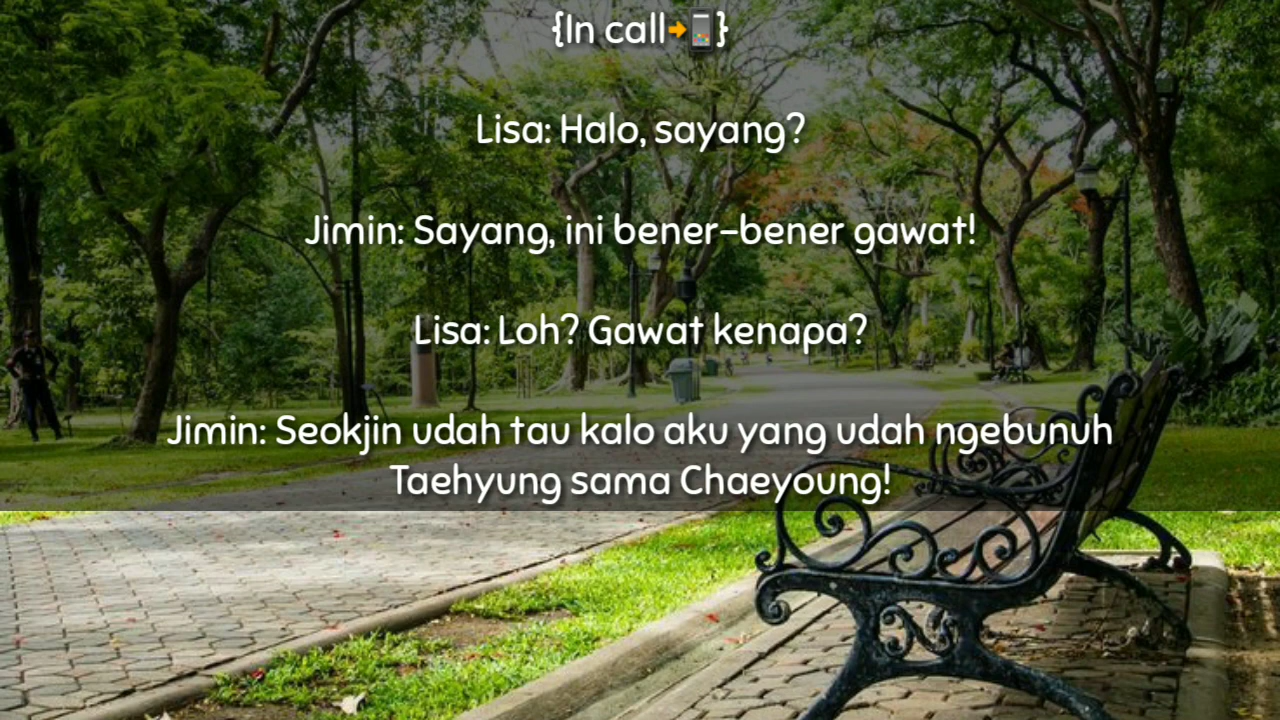 {In call📲}
Lisa: Halo, sayang?
Jimin: Sayang, ini bener-bener gawat!
Lisa: Loh? Gawat kenapa?
Jimin: Seokjin udah tau kalo aku yang udah ngebunuh
Taehyung sama Chaeyoung!